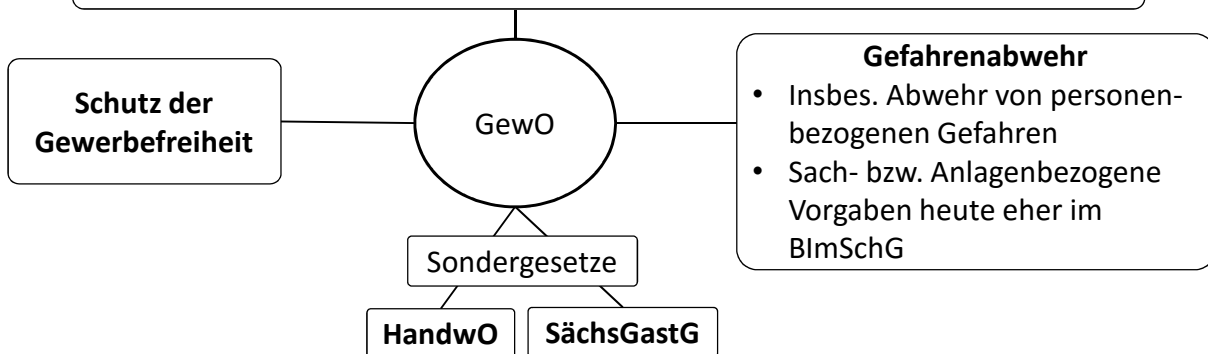 Schutz der
Gewerbefreiheit
GewO
Gefahrenabwehr
• Insbes. Abwehr von personen-
bezogenen Gefahren
• Sach- bzw. Anlagenbezogene
Vorgaben heute eher im
BImSchG
Sondergesetze
HandwO
SächsGastG